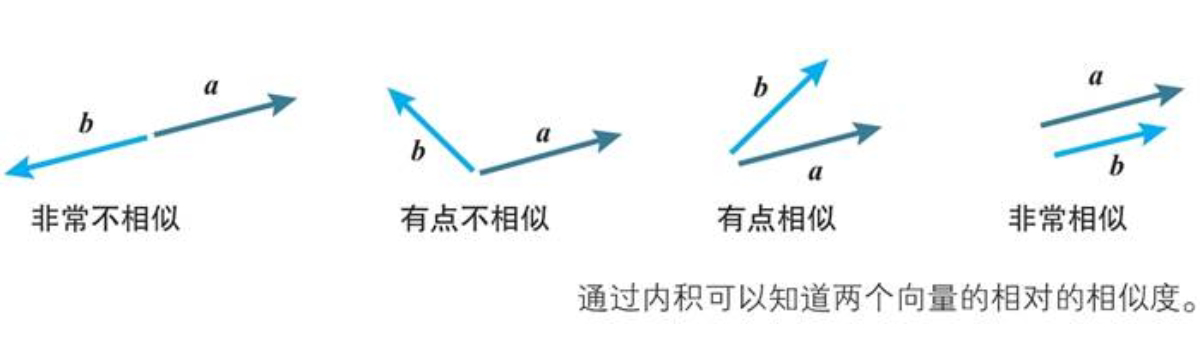 b a
非常不相似
b a
有点不相似
b a
有点相似
a b
非常相似
通过内积可以知道两个向量的相对的相似度。